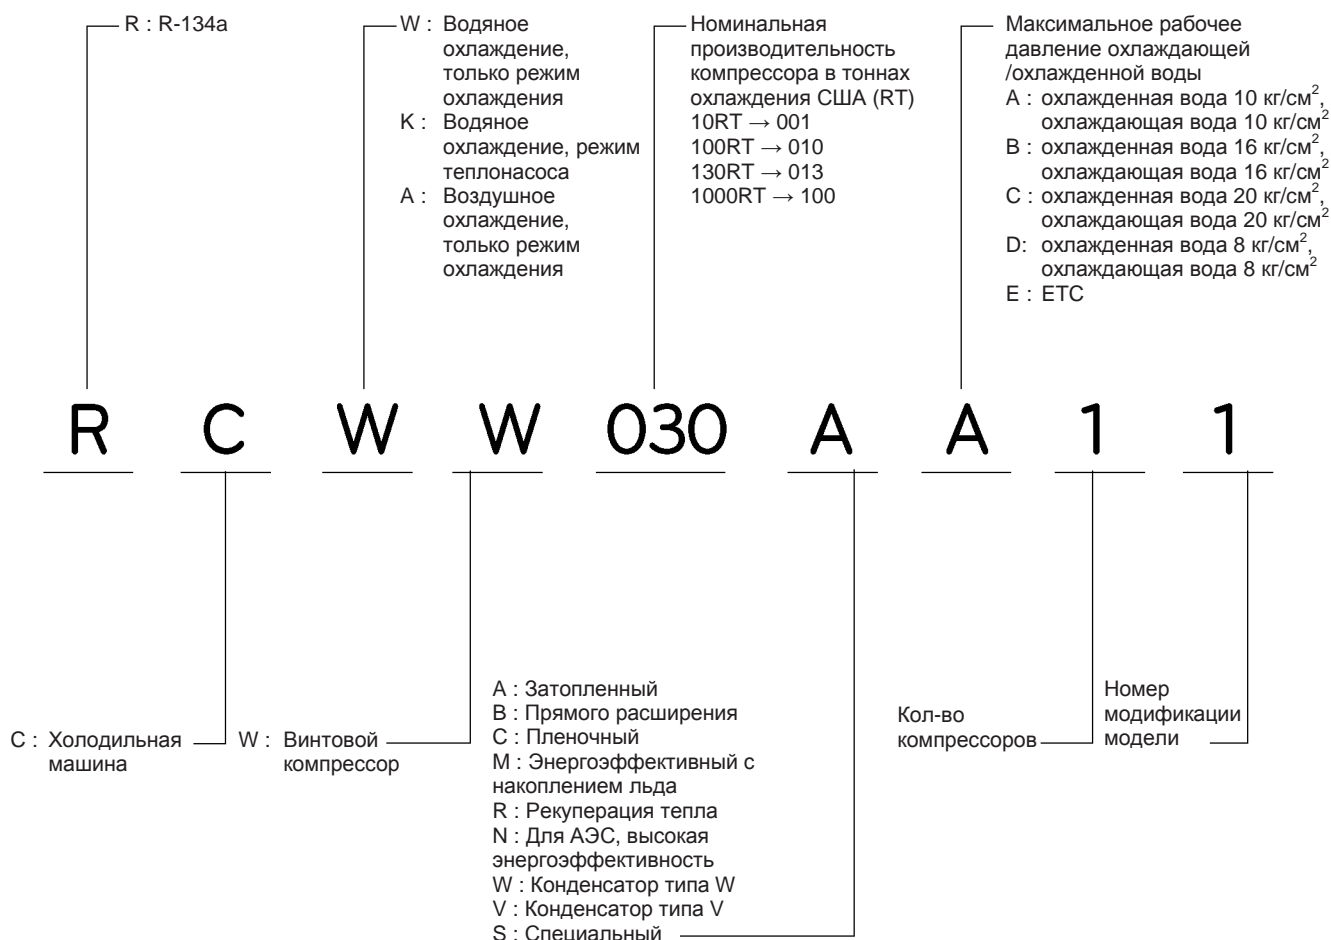 R : R-134a
W : Водяное
охлаждение,
только режим
охлаждения
K : Водяное
охлаждение, режим
теплонасоса
A : Воздушное
охлаждение,
только режим
охлаждения
Номинальная
производительность
компрессора в тоннах
охлаждения США (RT)
10RT → 001
100RT → 010
130RT → 013
1000RT → 100
Максимальное рабочее
давление охлаждающей
/охлажденной воды
A : охлажденная вода 10 кг/см²,
охлаждающая вода 10 кг/см²
B : охлажденная вода 16 кг/см²,
охлаждающая вода 16 кг/см²
C : охлажденная вода 20 кг/см²,
охлаждающая вода 20 кг/см²
D: охлажденная вода 8 кг/см²,
охлаждающая вода 8 кг/см²
E : ETC
R C W W 030 A A 1 1
C : Холодильная
машина
W : Винтовой
компрессор
A : Затопленный
B : Прямого расширения
C : Пленочный
M : Энергоэффективный с
накоплением льда
R : Рекуперация тепла
N : Для АЭС, высокая
энергоэффективность
W : Конденсатор типа W
V : Конденсатор типа V
S : Специальный
Кол-во
компрессоров
Номер
модификации
модели